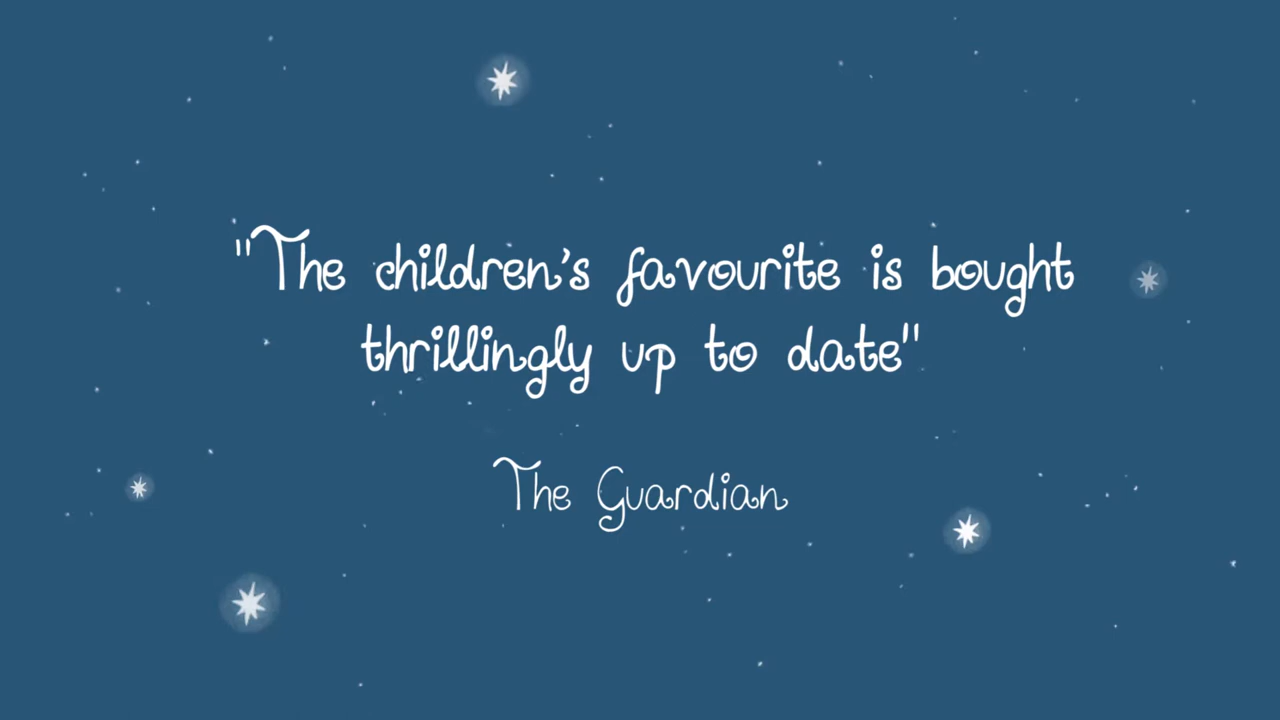 "The children's favourite is bought
thrillingly up to date"
The Guardian